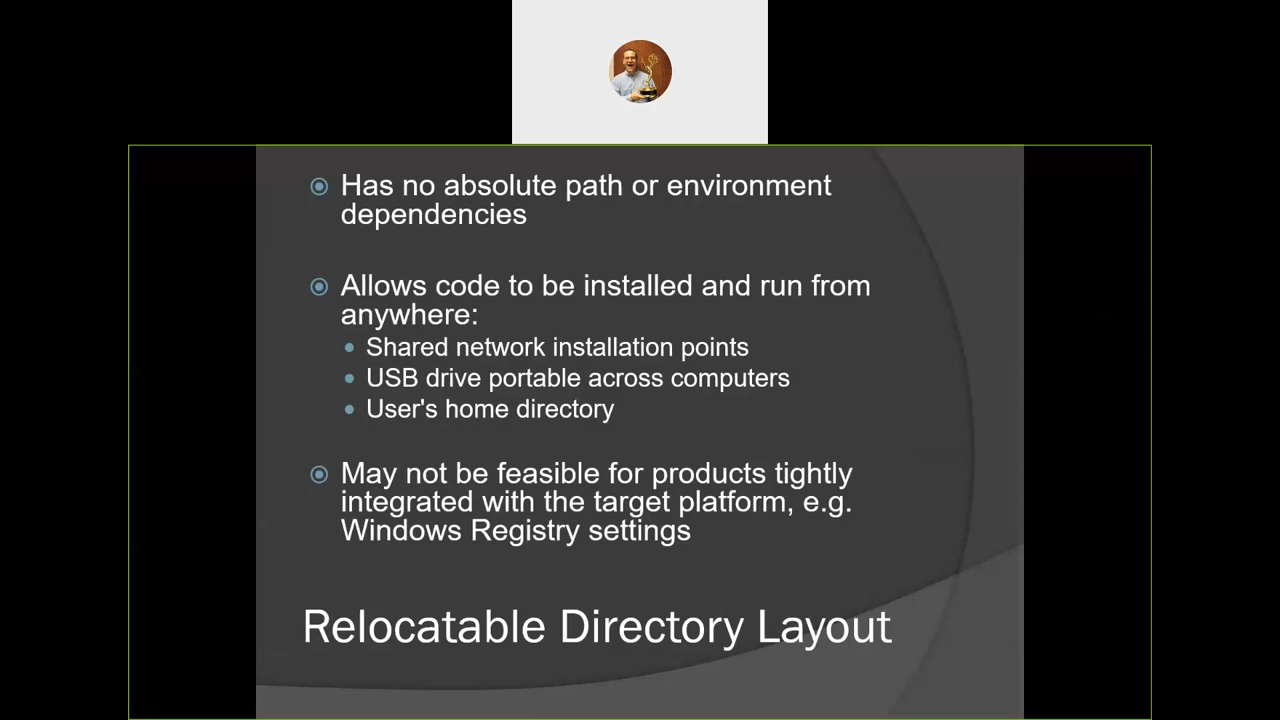 Has no absolute path or environment
dependencies
Allows code to be installed and run from
anywhere:
Shared network installation points
USB drive portable across computers
User's home directory
May not be feasible for products tightly
integrated with the target platform, e.g.
Windows Registry settings
Relocatable Directory Layout